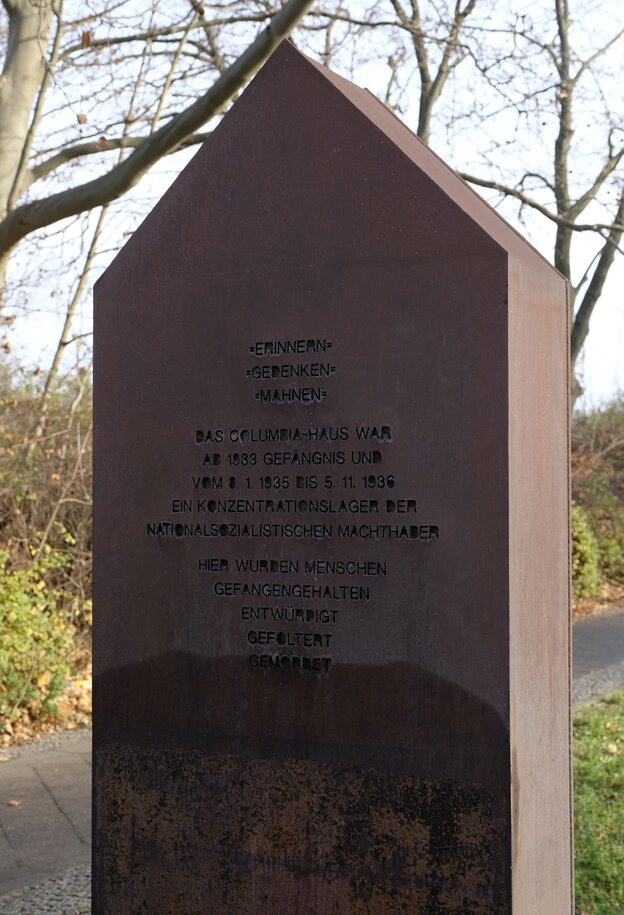 =ERINNERN=
=GEDENKEN=
=MAHNEN=
DAS COLUMBIA-HAUS WAR
AB 1933 GEFÄNGNIS UND
VOM 8. 1. 1935 BIS 5. 11. 1936
EIN KONZENTRATIONSLAGER DER
NATIONALSOZIALISTISCHEN MACHTHABER
HIER WURDEN MENSCHEN
GEFANGENGEHALTEN
ENTWÜRDIGT
GEFOLTERT
GEMORDET